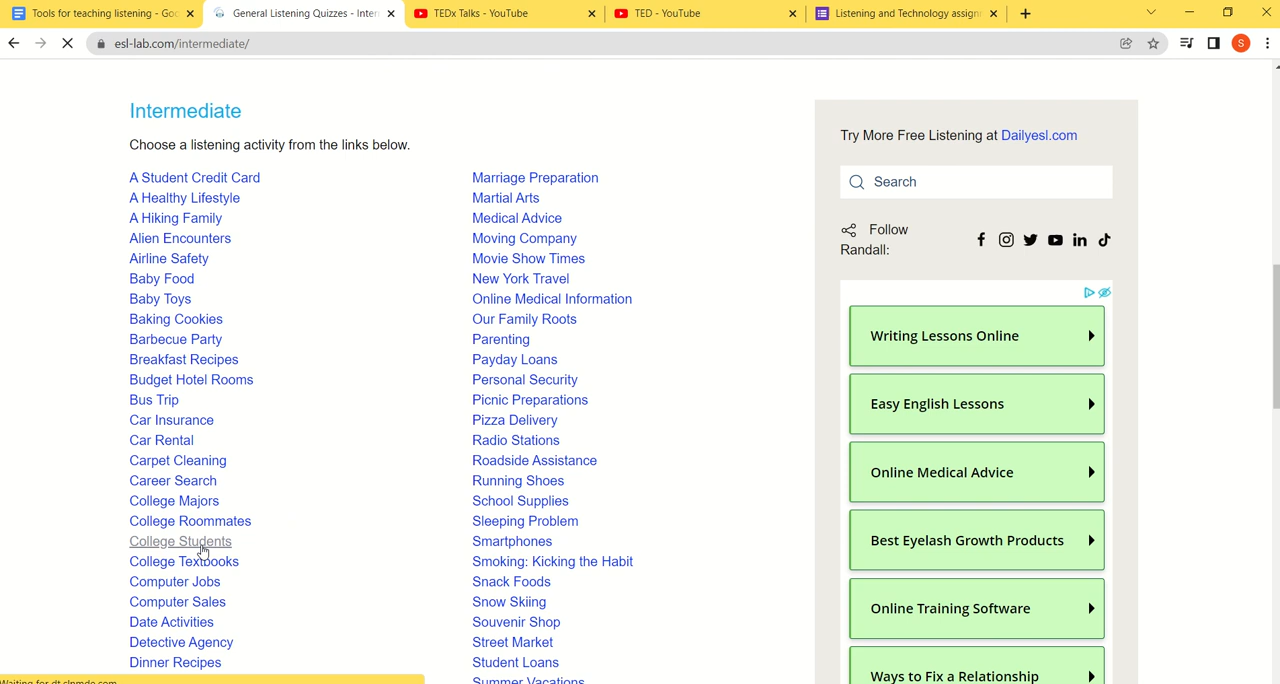 Tools for teaching listening - Goo
General Listening Quizzes - Inter
TEDx Talks - YouTube
TED - YouTube
Listening and Technology assign
esl-lab.com/intermediate/
S
Intermediate
Choose a listening activity from the links below.
A Student Credit Card
A Healthy Lifestyle
A Hiking Family
Alien Encounters
Airline Safety
Baby Food
Baby Toys
Baking Cookies
Barbecue Party
Breakfast Recipes
Budget Hotel Rooms
Bus Trip
Car Insurance
Car Rental
Carpet Cleaning
Career Search
College Majors
College Roommates
College Students
College Textbooks
Computer Jobs
Computer Sales
Date Activities
Detective Agency
Dinner Recipes
Marriage Preparation
Martial Arts
Medical Advice
Moving Company
Movie Show Times
New York Travel
Online Medical Information
Our Family Roots
Parenting
Payday Loans
Personal Security
Picnic Preparations
Pizza Delivery
Radio Stations
Roadside Assistance
Running Shoes
School Supplies
Sleeping Problem
Smartphones
Smoking: Kicking the Habit
Snack Foods
Snow Skiing
Souvenir Shop
Street Market
Student Loans
Summer Vacations
Try More Free Listening at Dailyesl.com
Search
Follow
Randall:
Writing Lessons Online
Easy English Lessons
Online Medical Advice
Best Eyelash Growth Products
Online Training Software
Ways to Fix a Relationship
Waiting for dt.clnmde.com